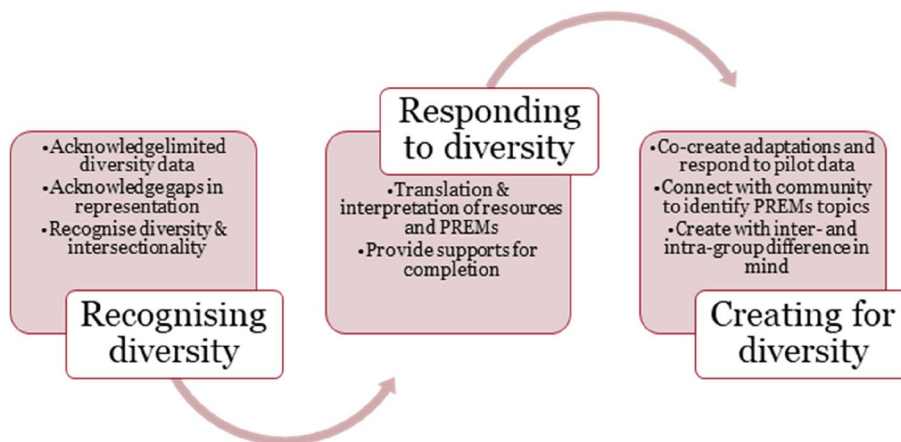 •Acknowledge limited
diversity data
•Acknowledge gaps in
representation
•Recognise diversity &
intersectionality
Recognising
diversity
Responding
to diversity
•Translation &
interpretation of resources
and PREMs
•Provide supports for
completion
•Co-create adaptations and
respond to pilot data
•Connect with community
to identify PREMs topics
•Create with inter- and
intra-group difference in
mind
Creating for
diversity